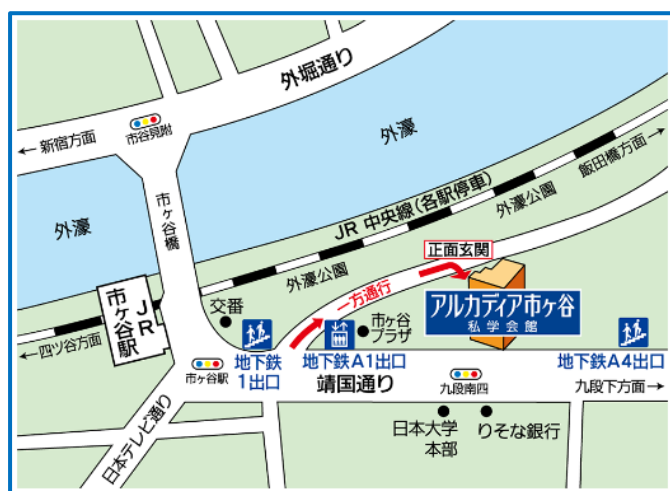 外堀通り
市谷見附
←新宿方面
外濠
飯田橋方面→
外濠公園
JR 中央線(各駅停車)
市ヶ谷橋
外濠
正面玄関
外濠公園
一方通行
アルカディア市ヶ谷
私学会館
JR
市ヶ谷駅
交番
市ヶ谷
プラザ
←四ツ谷方面
地下鉄
1出口
地下鉄A1出口
地下鉄A4出口
市ヶ谷駅
靖国通り
九段南四
九段下方面→
日本テレビ通り
日本大学
本部
りそな銀行